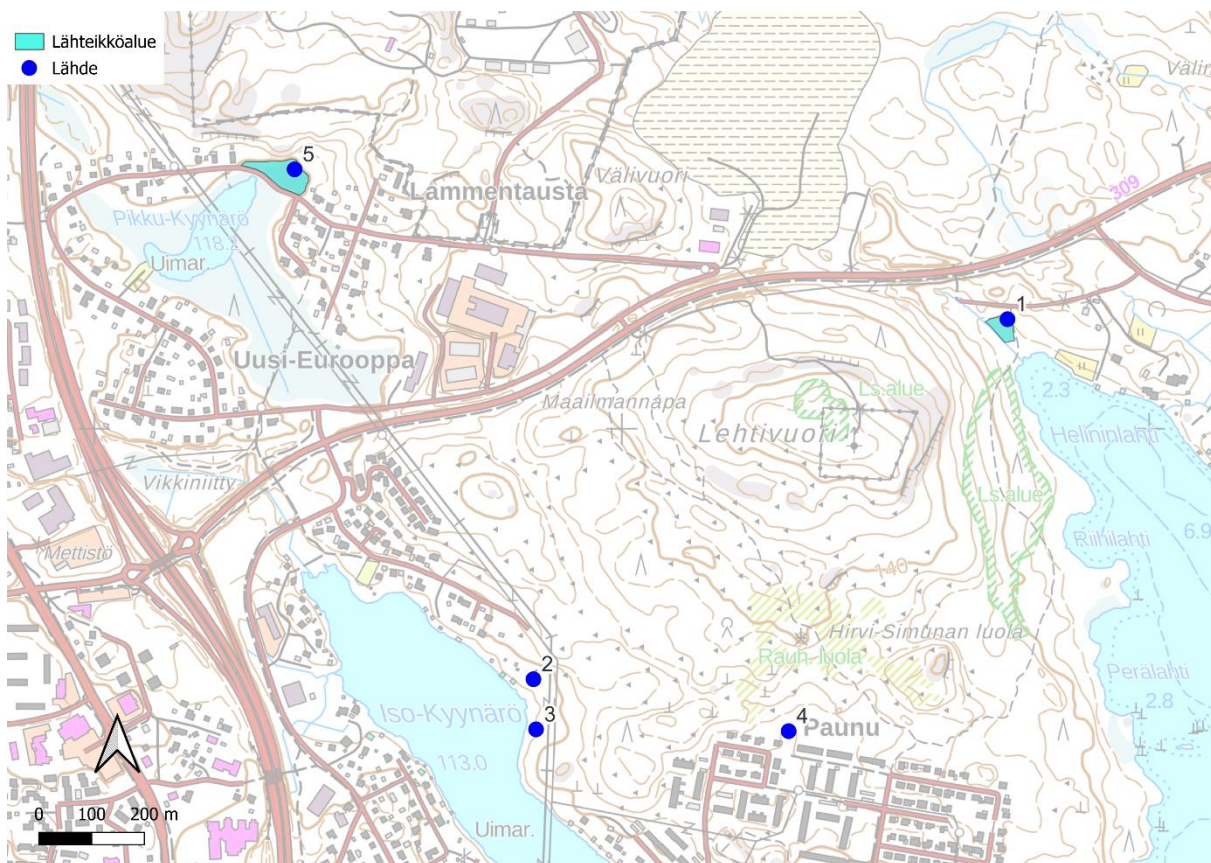 Lähteikköalue
Lähde
Välin
5
Lammentausta
Välivuori
309
Pikku-Kyynärö
118.2
Uimar.
1
Uusi-Eurooppa
Maailmannapa
Ls.alue
2.3
Lehtivuori
Helininlahti
Vikkiniitty
Ls.alue
Riihilahti
6.9
Mettistö
140
Hirvi-Simunan luola
Rauh. luola
2
Perälahti
2.8
Iso-Kyynärö
3
4
Paunu
113.0
0 100 200 m
Uimar.